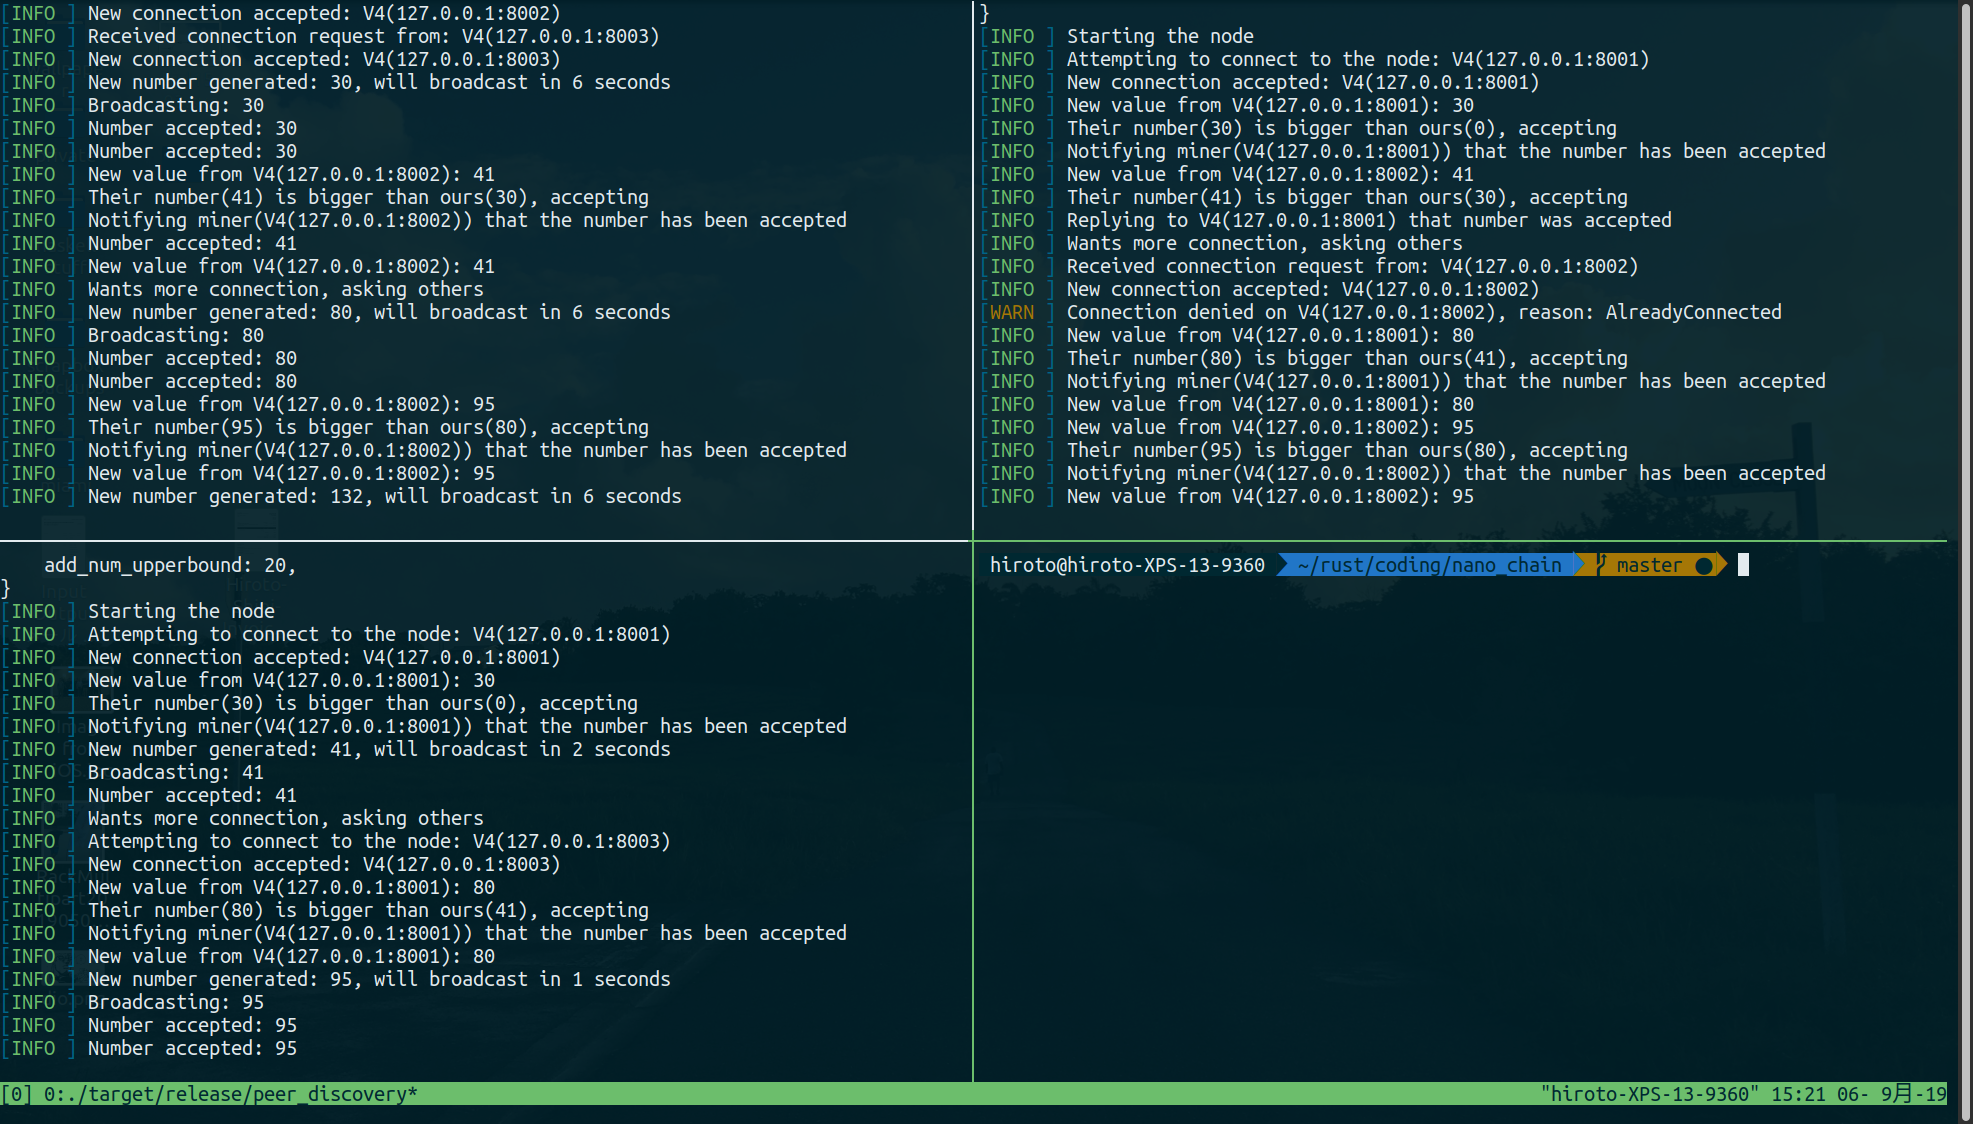 [INFO ] New connection accepted: V4(127.0.0.1:8002)
[INFO ] Received connection request from: V4(127.0.0.1:8003)
[INFO ] New connection accepted: V4(127.0.0.1:8003)
[INFO ] New number generated: 30, will broadcast in 6 seconds
[INFO ] Broadcasting: 30
[INFO ] Number accepted: 30
[INFO ] Number accepted: 30
[INFO ] New value from V4(127.0.0.1:8002): 41
[INFO ] Their number(41) is bigger than ours(30), accepting
[INFO ] Notifying miner(V4(127.0.0.1:8002)) that the number has been accepted
[INFO ] Number accepted: 41
[INFO ] New value from V4(127.0.0.1:8002): 41
[INFO ] Wants more connection, asking others
[INFO ] New number generated: 80, will broadcast in 6 seconds
[INFO ] Broadcasting: 80
[INFO ] Number accepted: 80
[INFO ] Number accepted: 80
[INFO ] New value from V4(127.0.0.1:8002): 95
[INFO ] Their number(95) is bigger than ours(80), accepting
[INFO ] Notifying miner(V4(127.0.0.1:8002)) that the number has been accepted
[INFO ] New value from V4(127.0.0.1:8002): 95
[INFO ] New number generated: 132, will broadcast in 6 seconds
}
[INFO ] Starting the node
[INFO ] Attempting to connect to the node: V4(127.0.0.1:8001)
[INFO ] New connection accepted: V4(127.0.0.1:8001)
[INFO ] New value from V4(127.0.0.1:8001): 30
[INFO ] Their number(30) is bigger than ours(0), accepting
[INFO ] Notifying miner(V4(127.0.0.1:8001)) that the number has been accepted
[INFO ] New value from V4(127.0.0.1:8002): 41
[INFO ] Their number(41) is bigger than ours(30), accepting
[INFO ] Replying to V4(127.0.0.1:8001) that number was accepted
[INFO ] Wants more connection, asking others
[INFO ] Received connection request from: V4(127.0.0.1:8002)
[INFO ] New connection accepted: V4(127.0.0.1:8002)
[WARN ] Connection denied on V4(127.0.0.1:8002), reason: AlreadyConnected
[INFO ] New value from V4(127.0.0.1:8001): 80
[INFO ] Their number(80) is bigger than ours(41), accepting
[INFO ] Notifying miner(V4(127.0.0.1:8001)) that the number has been accepted
[INFO ] New value from V4(127.0.0.1:8001): 80
[INFO ] New value from V4(127.0.0.1:8002): 95
[INFO ] Their number(95) is bigger than ours(80), accepting
[INFO ] Notifying miner(V4(127.0.0.1:8002)) that the number has been accepted
[INFO ] New value from V4(127.0.0.1:8002): 95
add_num_upperbound: 20,
}
[INFO ] Starting the node
[INFO ] Attempting to connect to the node: V4(127.0.0.1:8001)
[INFO ] New connection accepted: V4(127.0.0.1:8001)
[INFO ] New value from V4(127.0.0.1:8001): 30
[INFO ] Their number(30) is bigger than ours(0), accepting
[INFO ] Notifying miner(V4(127.0.0.1:8001)) that the number has been accepted
[INFO ] New number generated: 41, will broadcast in 2 seconds
[INFO ] Broadcasting: 41
[INFO ] Number accepted: 41
[INFO ] Wants more connection, asking others
[INFO ] Attempting to connect to the node: V4(127.0.0.1:8003)
[INFO ] New connection accepted: V4(127.0.0.1:8003)
[INFO ] New value from V4(127.0.0.1:8001): 80
[INFO ] Their number(80) is bigger than ours(41), accepting
[INFO ] Notifying miner(V4(127.0.0.1:8001)) that the number has been accepted
[INFO ] New value from V4(127.0.0.1:8001): 80
[INFO ] New number generated: 95, will broadcast in 1 seconds
[INFO ] Broadcasting: 95
[INFO ] Number accepted: 95
[INFO ] Number accepted: 95
hiroto@hiroto-XPS-13-9360 ~/rust/coding/nano_chain master ●
[0] 0:./target/release/peer_discovery* "hiroto-XPS-13-9360" 15:21 06- 9月-19